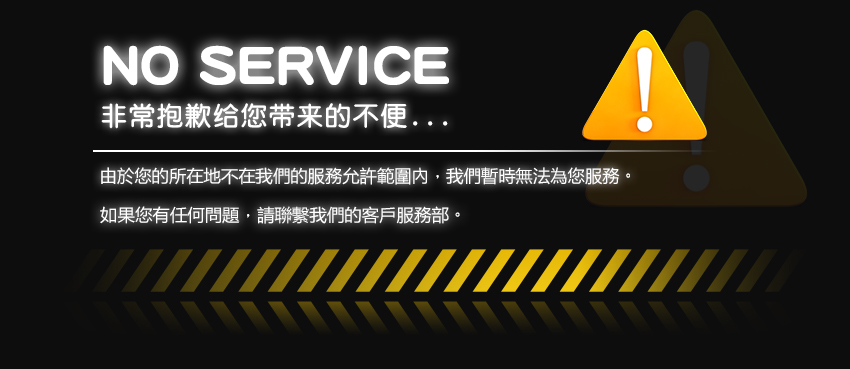 NO SERVICE
非常抱歉给您带来的不便...
由於您的所在地不在我們的服務允許範圍內，我們暫時無法為您服務。
如果您有任何問題，請聯繫我們的客戶服務部。